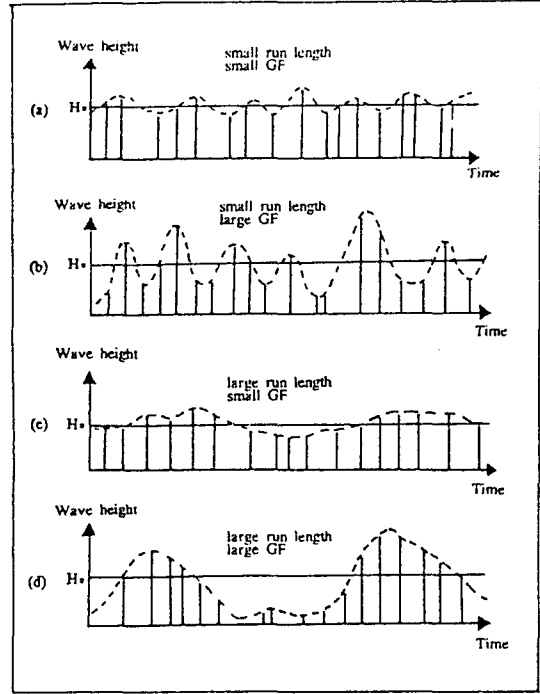 Wave height
small run length
small GF
H*
(a)
Time
Wave height
small run length
large GF
H*
(b)
Time
Wave height
large run length
small GF
H*
(c)
Time
Wave height
large run length
large GF
H*
(d)
Time